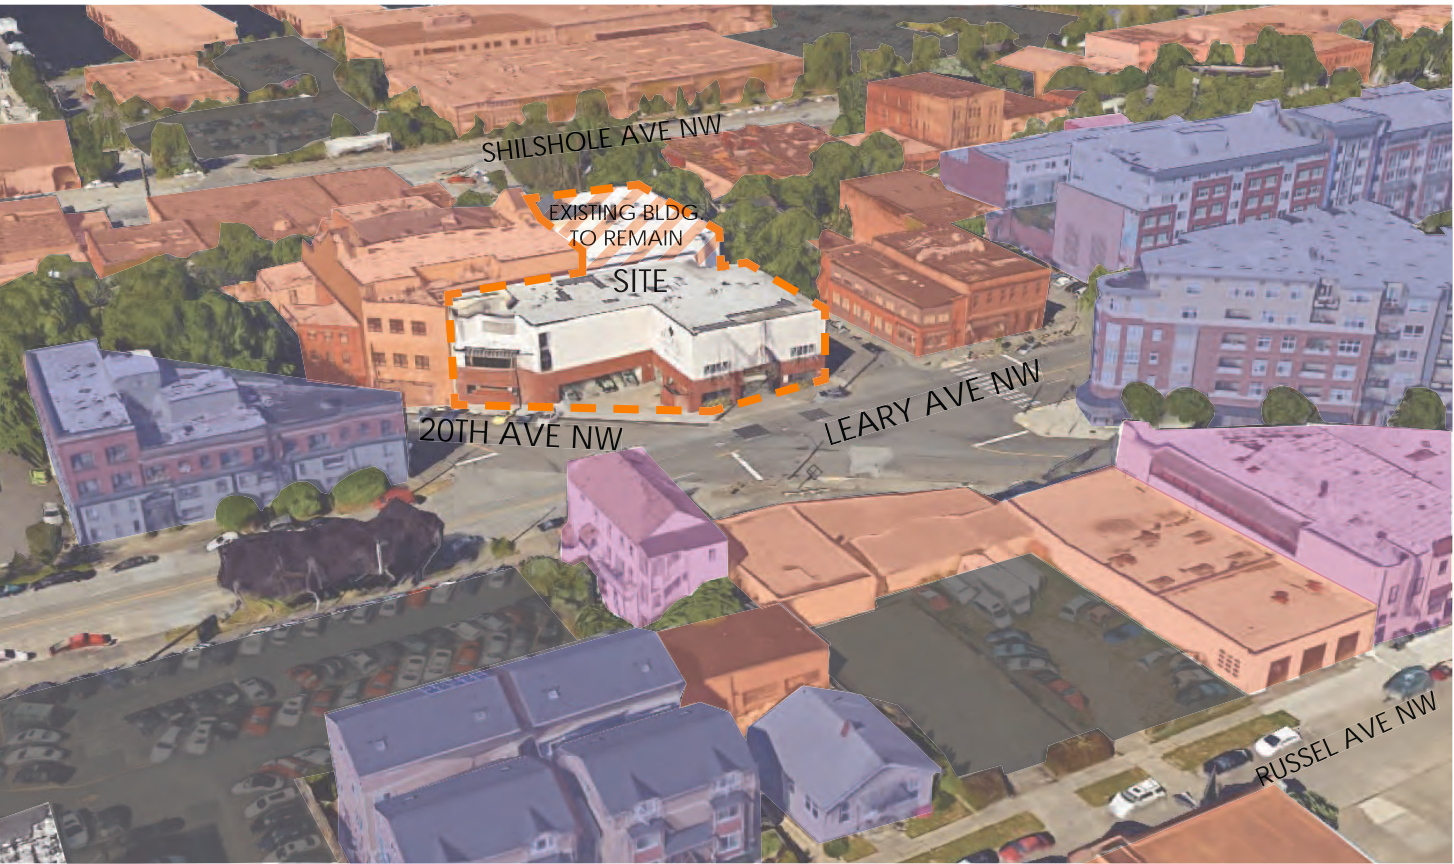 SHILSHOLE AVE NW
EXISTING BLDG.
TO REMAIN
SITE
LEARY AVE NW
20TH AVE NW
RUSSEL AVE NW